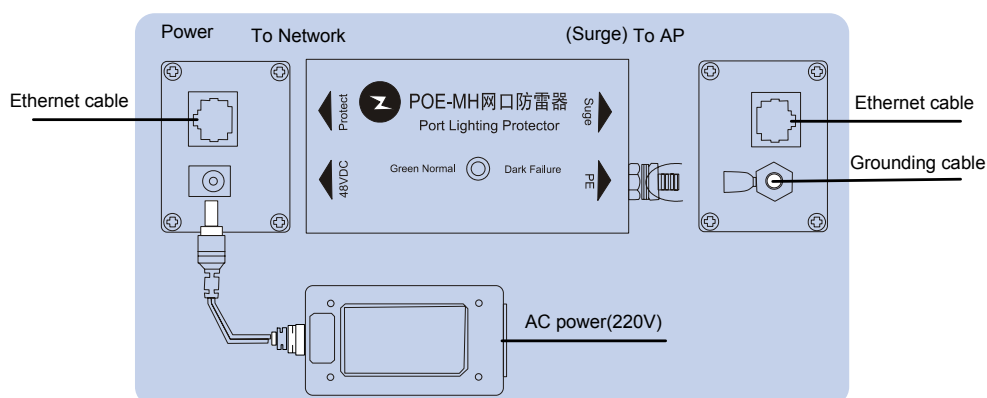 Power
To Network
(Surge) To AP
Ethernet cable
Protect
48VDC
POE-MH网口防雷器
Port Lighting Protector
Green Normal
Dark Failure
Suge
PE
Ethernet cable
Grounding cable
AC power(220V)